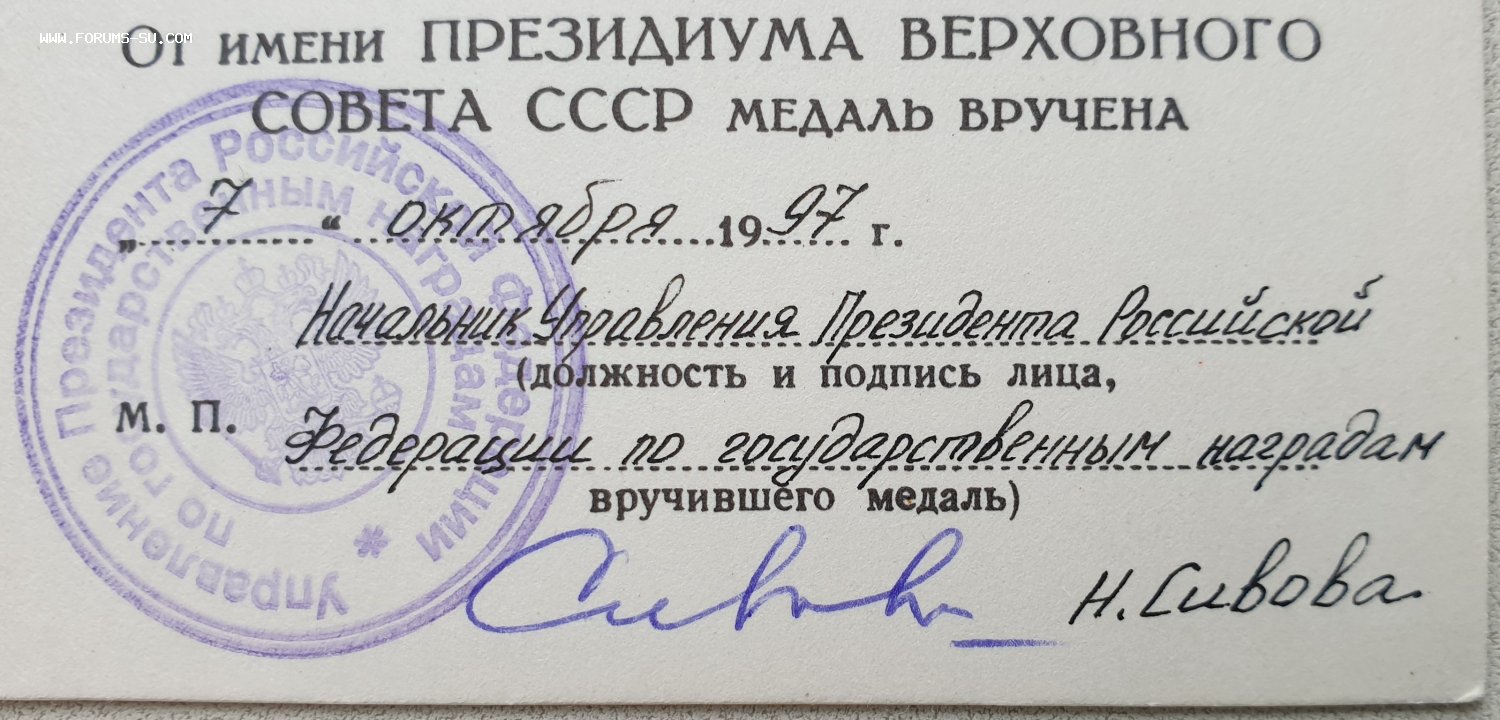 www.forums-su.com
От имени ПРЕЗИДИУМА ВЕРХОВНОГО
СОВЕТА СССР МЕДАЛЬ ВРУЧЕНА
„ 7 “ октября 1997 г.
Начальник Управления Президента Российской
(должность и подпись лица,
М. П.
Федерации по государственным наградам
вручившего медаль)
Сивова Н. Сивова
Управление Президента Российской Федерации
по государственным наградам
*